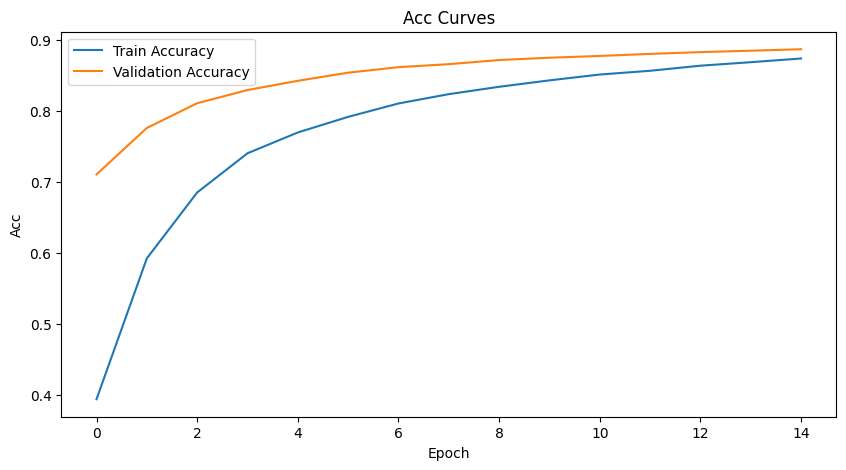 Acc Curves
Train Accuracy
Validation Accuracy
0.9
0.8
0.7
0.6
0.5
0.4
Acc
0 2 4 6 8 10 12 14
Epoch